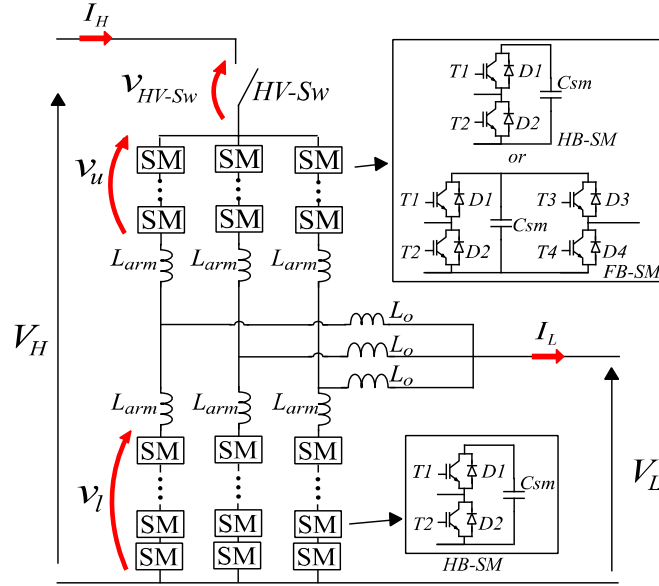 I_H
v_HV-Sw
HV-Sw
T1 D1
Csm
T2 D2
HB-SM
or
v_u
SM SM SM
SM SM SM
T1 D1 T3 D3
Csm
T2 D2 T4 D4
FB-SM
L_arm L_arm L_arm
V_H
L_o
L_o
L_o
I_L
L_arm L_arm L_arm
v_l
SM SM SM
T1 D1
Csm
T2 D2
HB-SM
V_L
SM SM SM
SM SM SM